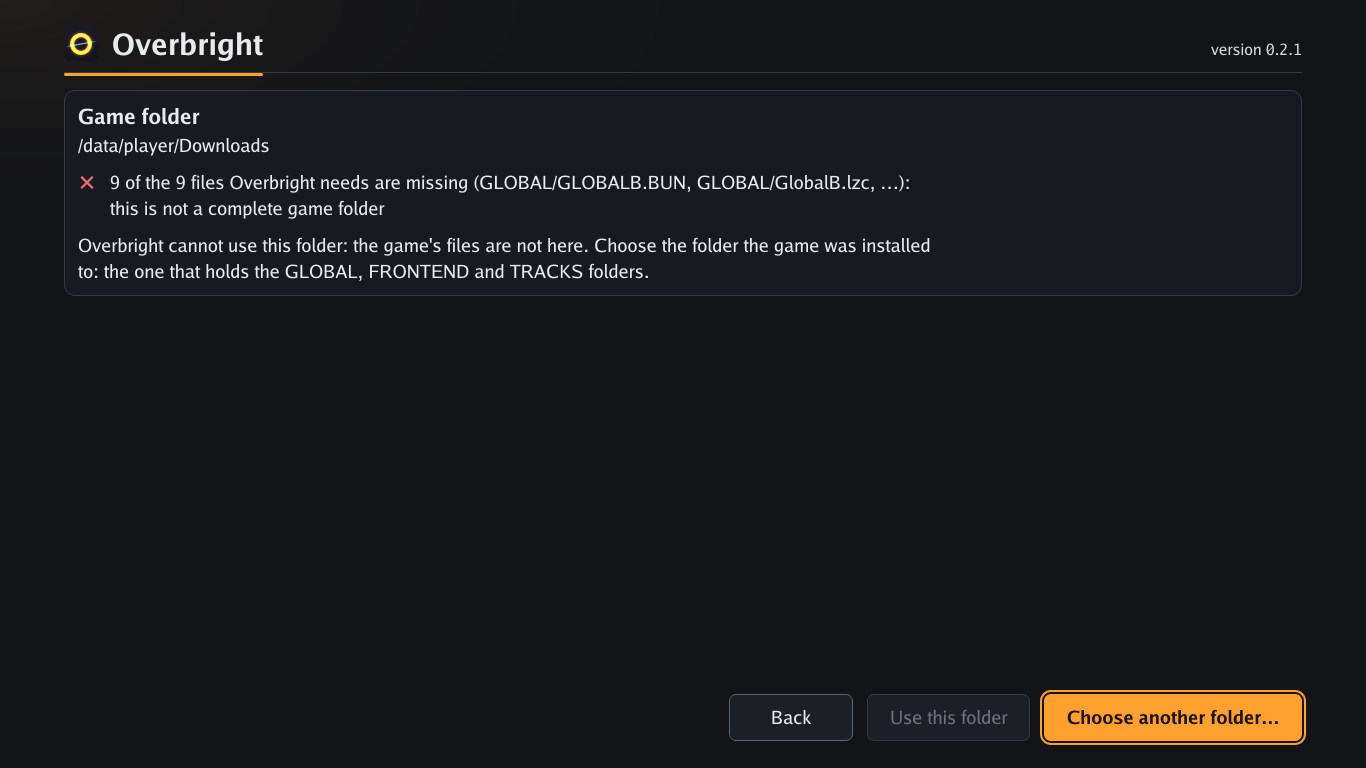 Overbright
version 0.2.1
Game folder
/data/player/Downloads
✕ 9 of the 9 files Overbright needs are missing (GLOBAL/GLOBALB.BUN, GLOBAL/GlobalB.lzc, …):
this is not a complete game folder
Overbright cannot use this folder: the game's files are not here. Choose the folder the game was installed
to: the one that holds the GLOBAL, FRONTEND and TRACKS folders.
Back
Use this folder
Choose another folder…